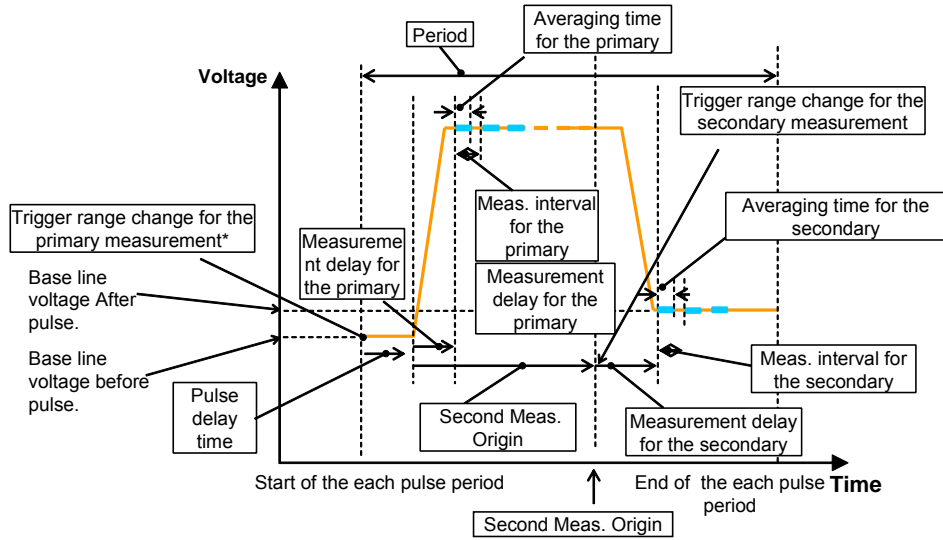 Averaging time
for the primary
Period
Voltage
Trigger range change for the
secondary measurement
Meas. interval
for the
primary
Averaging time for the
secondary
Trigger range change for the
primary measurement*
Measureme
nt delay for
the primary
Measurement
delay for the
primary
Base line
voltage After
pulse.
Base line
voltage before
pulse.
Meas. interval for
the secondary
Pulse
delay
time
Second Meas.
Origin
Measurement delay
for the secondary
Start of the each pulse period
End of the each pulse
period
Time
Second Meas. Origin